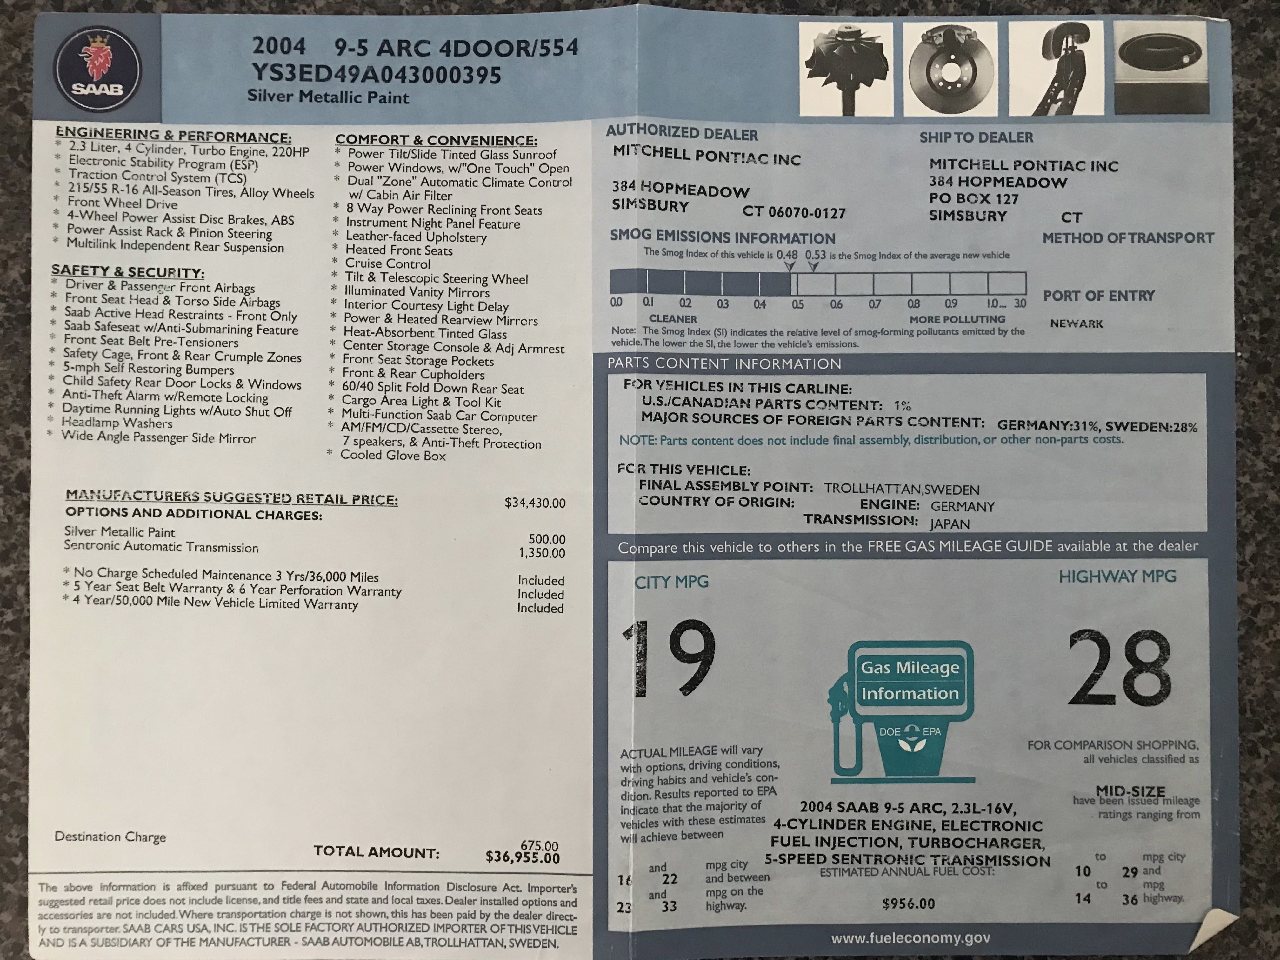 SAAB
2004 9-5 ARC 4DOOR/554
YS3ED49A043000395
Silver Metallic Paint
ENGINEERING & PERFORMANCE:
* 2.3 Liter, 4 Cylinder, Turbo Engine, 220HP
* Electronic Stability Program (ESP)
* Traction Control System (TCS)
* 215/55 R-16 All-Season Tires, Alloy Wheels
* Front Wheel Drive
* 4-Wheel Power Assist Disc Brakes, ABS
* Power Assist Rack & Pinion Steering
* Multilink Independent Rear Suspension
SAFETY & SECURITY:
* Driver & Passenger Front Airbags
* Front Seat Head & Torso Side Airbags
* Saab Active Head Restraints - Front Only
* Saab Safeseat w/Anti-Submarining Feature
* Front Seat Belt Pre-Tensioners
* Safety Cage, Front & Rear Crumple Zones
* 5-mph Self Restoring Bumpers
* Child Safety Rear Door Locks & Windows
* Anti-Theft Alarm w/Remote Locking
* Daytime Running Lights w/Auto Shut Off
* Headlamp Washers
* Wide Angle Passenger Side Mirror
COMFORT & CONVENIENCE:
* Power Tilt/Slide Tinted Glass Sunroof
* Power Windows, w/"One Touch" Open
* Dual "Zone" Automatic Climate Control
w/ Cabin Air Filter
* 8 Way Power Reclining Front Seats
* Instrument Night Panel Feature
* Leather-faced Upholstery
* Heated Front Seats
* Cruise Control
* Tilt & Telescopic Steering Wheel
* Illuminated Vanity Mirrors
* Interior Courtesy Light Delay
* Power & Heated Rearview Mirrors
* Heat-Absorbent Tinted Glass
* Center Storage Console & Adj Armrest
* Front Seat Storage Pockets
* Front & Rear Cupholders
* 60/40 Split Fold Down Rear Seat
* Cargo Area Light & Tool Kit
* Multi-Function Saab Car Computer
* AM/FM/CD/Cassette Stereo,
7 speakers, & Anti-Theft Protection
* Cooled Glove Box
MANUFACTURERS SUGGESTED RETAIL PRICE: $34,430.00
OPTIONS AND ADDITIONAL CHARGES:
Silver Metallic Paint 500.00
Sentronic Automatic Transmission 1,350.00
* No Charge Scheduled Maintenance 3 Yrs/36,000 Miles Included
* 5 Year Seat Belt Warranty & 6 Year Perforation Warranty Included
* 4 Year/50,000 Mile New Vehicle Limited Warranty Included
Destination Charge 675.00
TOTAL AMOUNT: $36,955.00
The above information is affixed pursuant to Federal Automobile Information Disclosure Act. Importer's
suggested retail price does not include license, and title fees and state and local taxes. Dealer installed options and
accessories are not included. Where transportation charge is not shown, this has been paid by the dealer direct-
ly to transporter. SAAB CARS USA, INC. IS THE SOLE FACTORY AUTHORIZED IMPORTER OF THIS VEHICLE
AND IS A SUBSIDIARY OF THE MANUFACTURER - SAAB AUTOMOBILE AB, TROLLHATTAN, SWEDEN.
AUTHORIZED DEALER
MITCHELL PONTIAC INC
384 HOPMEADOW
SIMSBURY CT 06070-0127
SHIP TO DEALER
MITCHELL PONTIAC INC
384 HOPMEADOW
PO BOX 127
SIMSBURY CT
SMOG EMISSIONS INFORMATION
The Smog Index of this vehicle is 0.48 0.53 is the Smog Index of the average new vehicle
0.0 0.1 0.2 0.3 0.4 0.5 0.6 0.7 0.8 0.9 1.0... 3.0
CLEANER MORE POLLUTING
Note: The Smog Index (SI) indicates the relative level of smog-forming pollutants emitted by the
vehicle. The lower the SI, the lower the vehicle's emissions.
METHOD OF TRANSPORT
PORT OF ENTRY
NEWARK
PARTS CONTENT INFORMATION
FOR VEHICLES IN THIS CARLINE:
U.S./CANADIAN PARTS CONTENT: 1%
MAJOR SOURCES OF FOREIGN PARTS CONTENT: GERMANY:31%, SWEDEN:28%
NOTE: Parts content does not include final assembly, distribution, or other non-parts costs.
FOR THIS VEHICLE:
FINAL ASSEMBLY POINT: TROLLHATTAN,SWEDEN
COUNTRY OF ORIGIN: ENGINE: GERMANY
TRANSMISSION: JAPAN
Compare this vehicle to others in the FREE GAS MILEAGE GUIDE available at the dealer
CITY MPG
19
HIGHWAY MPG
28
Gas Mileage
Information
DOE EPA
ACTUAL MILEAGE will vary
with options, driving conditions,
driving habits and vehicle's con-
dition. Results reported to EPA
indicate that the majority of
vehicles with these estimates
will achieve between
16 and 22 mpg city
and between
23 and 33 mpg on the
highway.
2004 SAAB 9-5 ARC, 2.3L-16V,
4-CYLINDER ENGINE, ELECTRONIC
FUEL INJECTION, TURBOCHARGER,
5-SPEED SENTRONIC TRANSMISSION
ESTIMATED ANNUAL FUEL COST:
$956.00
FOR COMPARISON SHOPPING,
all vehicles classified as
MID-SIZE
have been issued mileage
ratings ranging from
10 to 29 mpg city
and
14 to 36 mpg
highway.
www.fueleconomy.gov